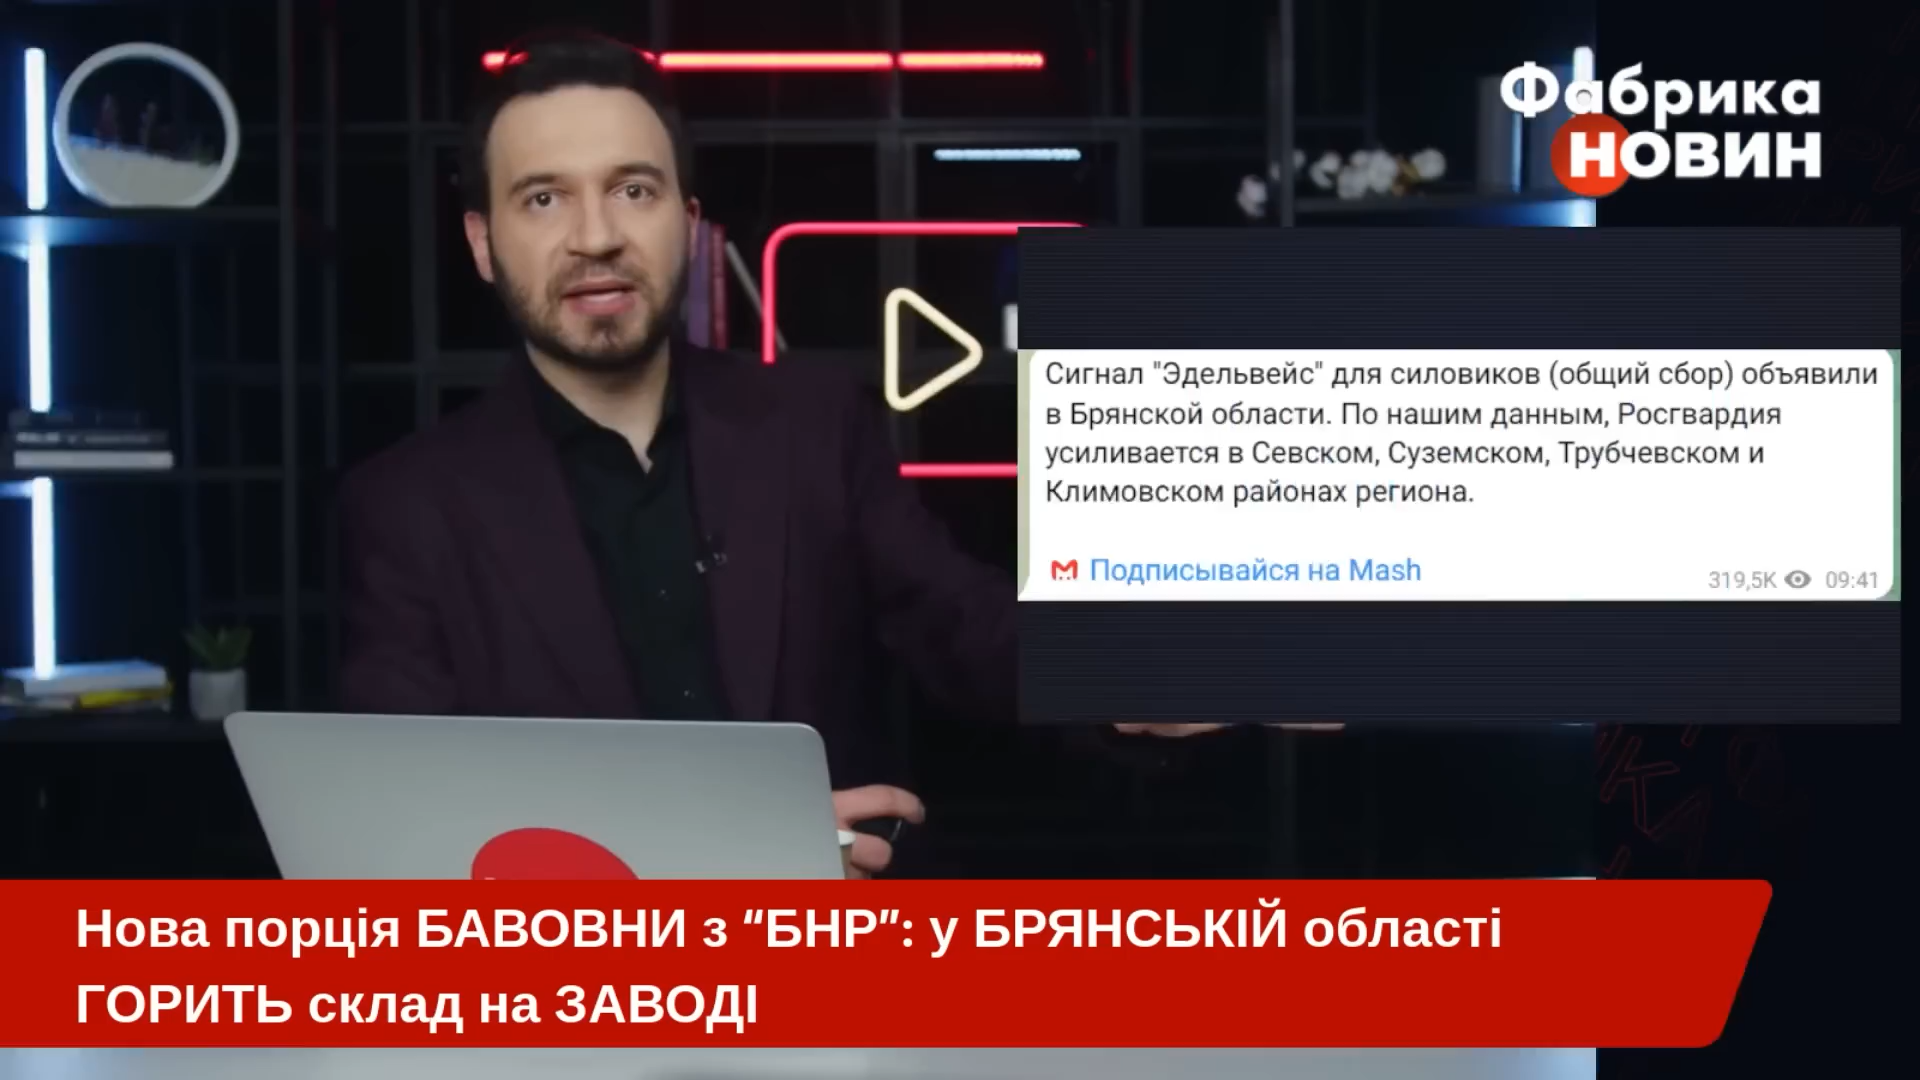 Фабрика
НОВИН
Сигнал "Эдельвейс" для силовиков (общий сбор) объявили
в Брянской области. По нашим данным, Росгвардия
усиливается в Севском, Суземском, Трубчевском и
Климовском районах региона.
Подписывайся на Mash
319,5K 09:41
Нова порція БАВОВНИ з “БНР”: у БРЯНСЬКІЙ області
ГОРИТЬ склад на ЗАВОДІ